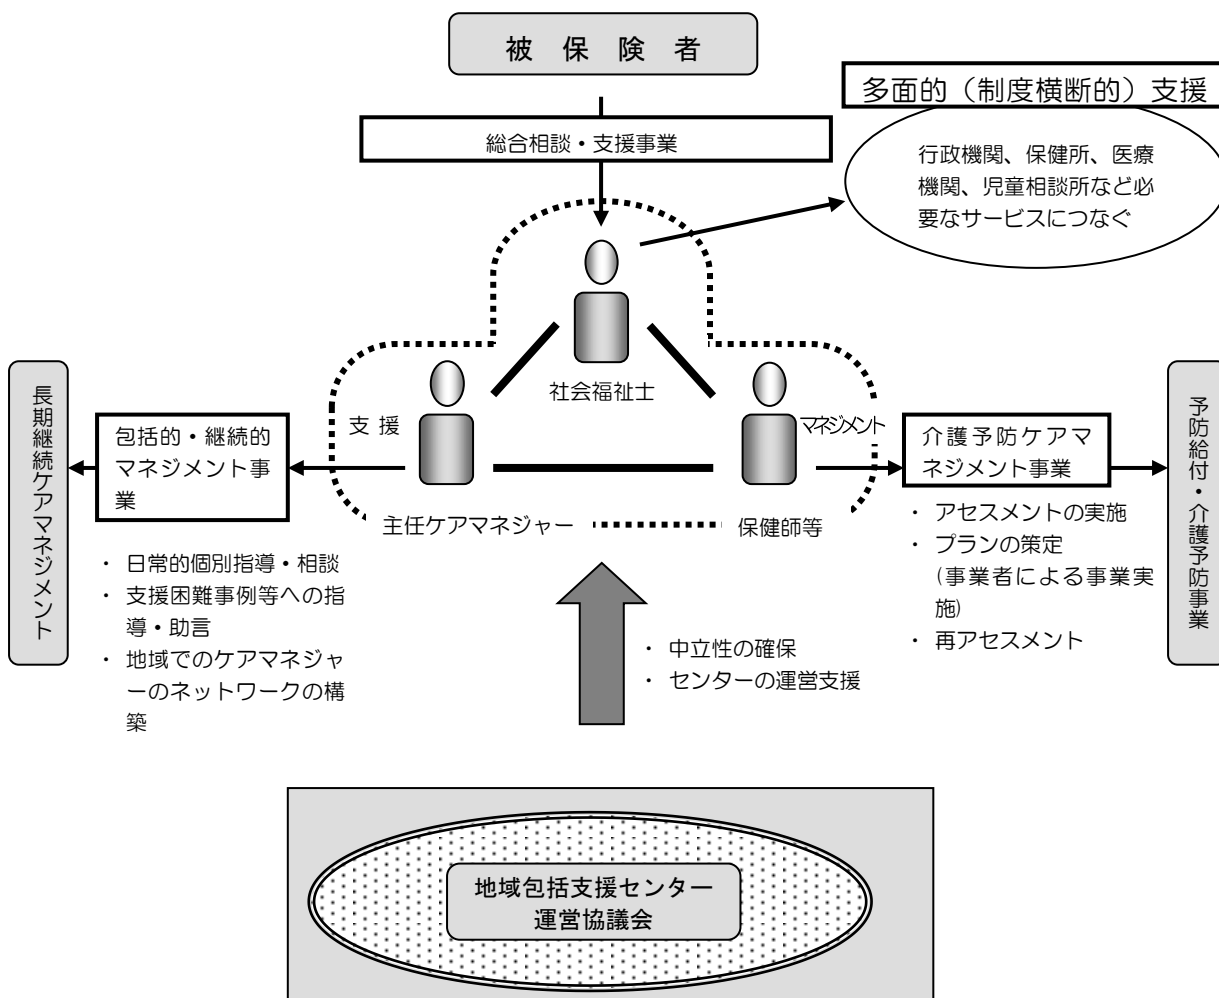 被 保 険 者
多面的（制度横断的）支援
総合相談・支援事業
行政機関、保健所、医療
機関、児童相談所など必
要なサービスにつなぐ
社会福祉士
長期継続ケアマネジメント
包括的・継続的
マネジメント事
業
支 援
マネジメント
介護予防ケアマ
ネジメント事業
予防給付・介護予防事業
主任ケアマネジャー
保健師等
・ 日常的個別指導・相談
・ 支援困難事例等への指
導・助言
・ 地域でのケアマネジャ
ーのネットワークの構
築
・ アセスメントの実施
・ プランの策定
(事業者による事業実
施)
・ 再アセスメント
・ 中立性の確保
・ センターの運営支援
地域包括支援センター
運営協議会